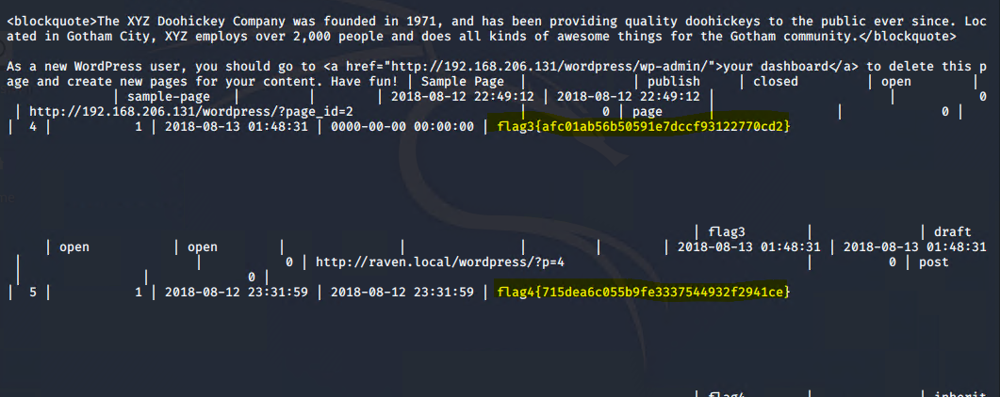 <blockquote>The XYZ Doohickey Company was founded in 1971, and has been providing quality doohickeys to the public ever since. Loc
ated in Gotham City, XYZ employs over 2,000 people and does all kinds of awesome things for the Gotham community.</blockquote>
As a new WordPress user, you should go to <a href="http://192.168.206.131/wordpress/wp-admin/">your dashboard</a> to delete this p
age and create new pages for your content. Have fun! | Sample Page | | publish | closed | open |
| sample-page | | | 2018-08-12 22:49:12 | 2018-08-12 22:49:12 | | 0
| http://192.168.206.131/wordpress/?page_id=2 | 0 | page | | 0 |
| 4 | 1 | 2018-08-13 01:48:31 | 0000-00-00 00:00:00 | flag3{afc01ab56b50591e7dccf93122770cd2}
| flag3 | | draft
| open | open | | | | 2018-08-13 01:48:31 | 2018-08-13 01:48:31
| | 0 | http://raven.local/wordpress/?p=4 | 0 | post
| | 0 |
| 5 | 1 | 2018-08-12 23:31:59 | 2018-08-12 23:31:59 | flag4{715dea6c055b9fe3337544932f2941ce}
| flag4 | | inherit